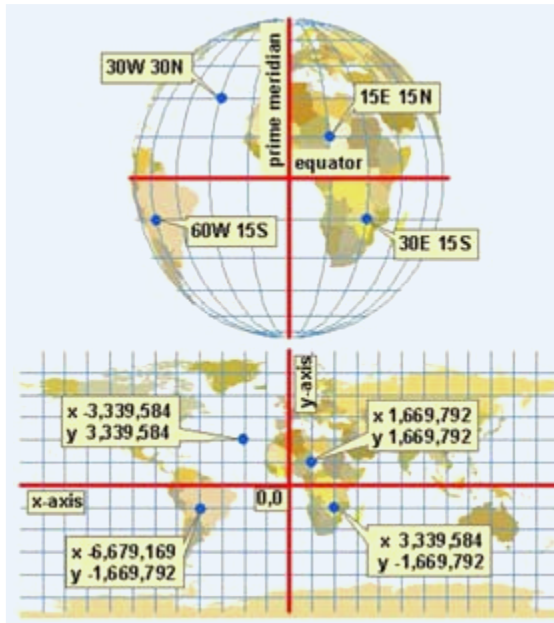 30W 30N
prime meridian
15E 15N
equator
60W 15S
30E 15S
y-axis
x -3,339,584
y 3,339,584
x 1,669,792
y 1,669,792
x-axis
0,0
x -6,679,169
y -1,669,792
x 3,339,584
y -1,669,792